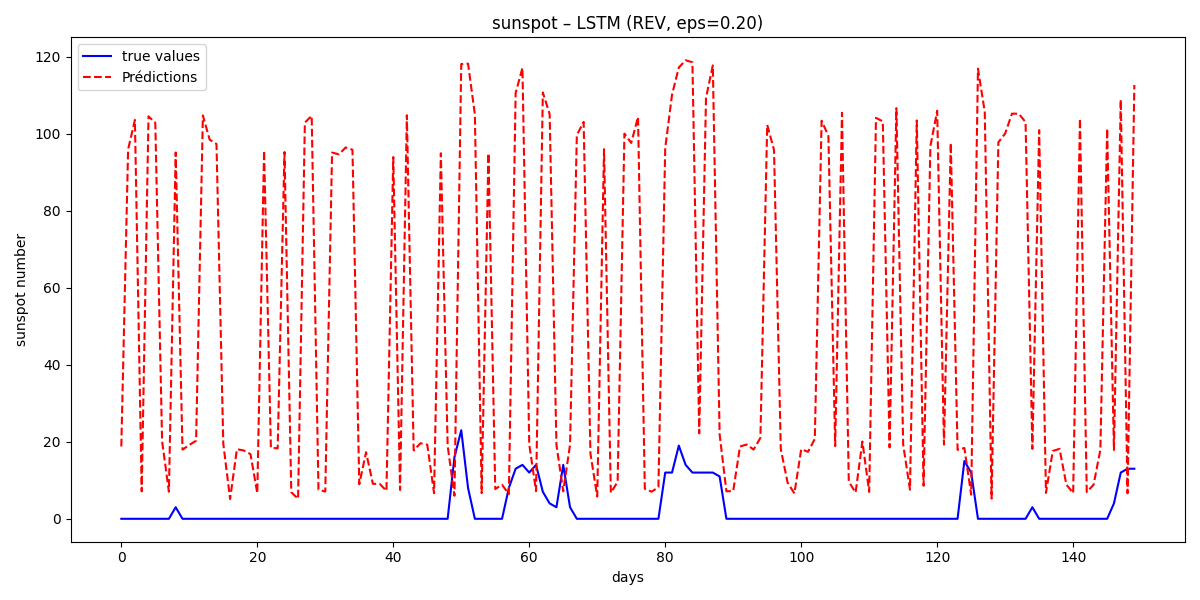 sunspot – LSTM (REV, eps=0.20)
true values
Prédictions
sunspot number
120
100
80
60
40
20
0
0 20 40 60 80 100 120 140
days